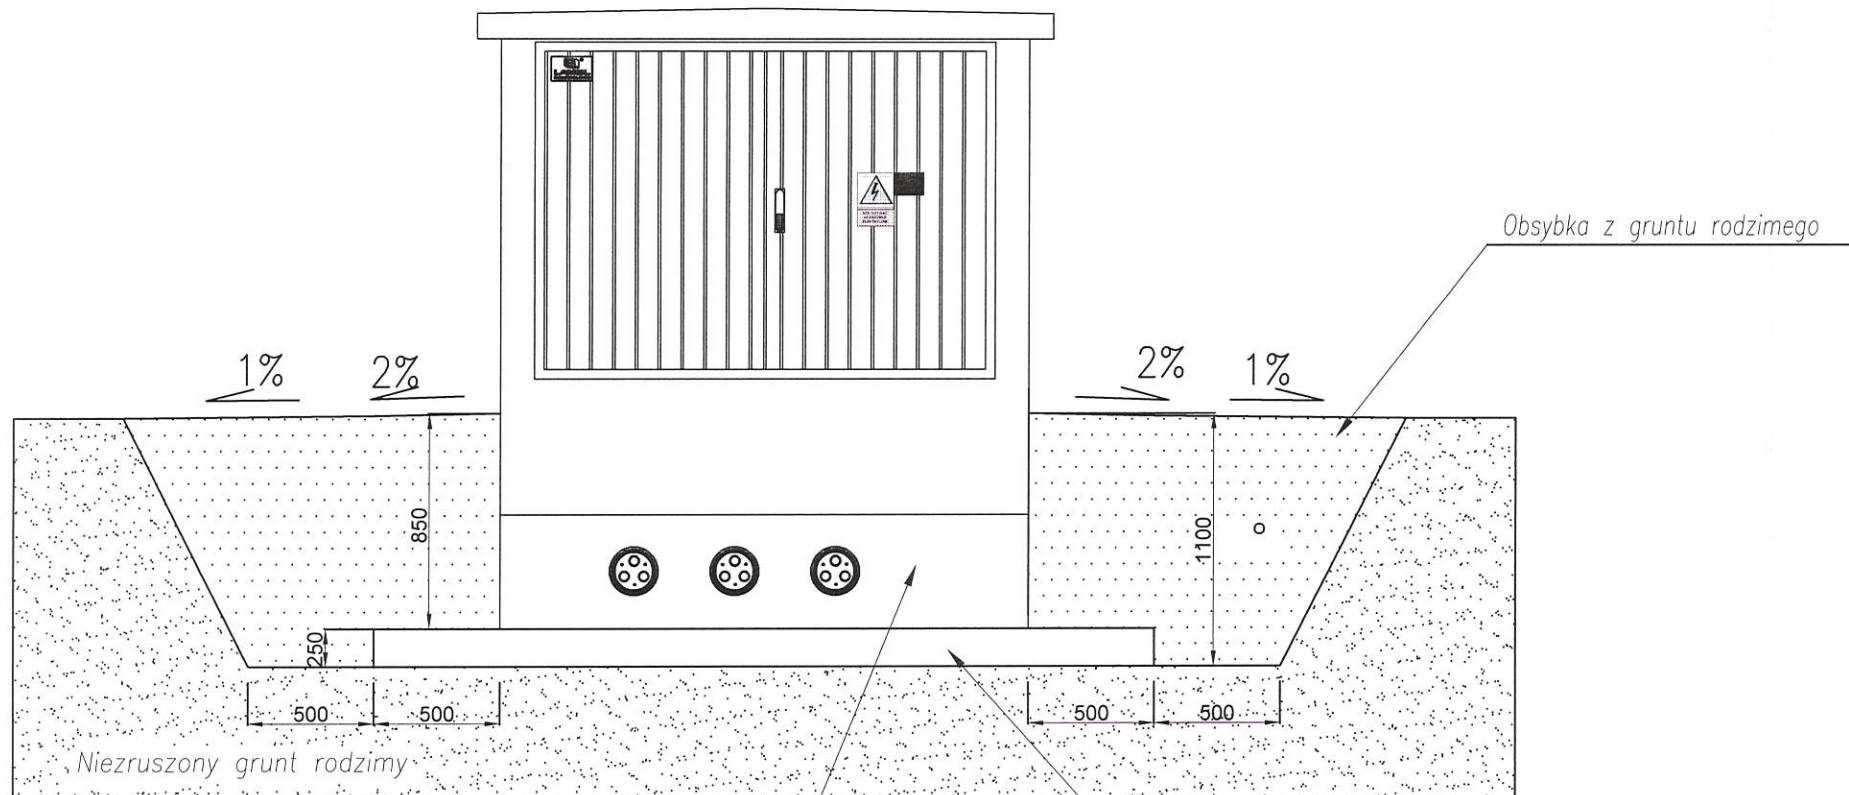 Obsybka z gruntu rodzimego
1% 2% 2% 1%
850
1100
250
500 500 500 500
Niezruszony grunt rodzimy